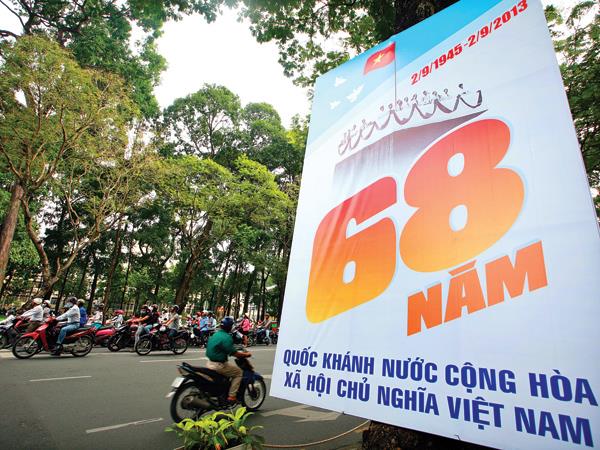 2/9/1945-2/9/2013
68
NĂM
QUỐC KHÁNH NƯỚC CỘNG HÒA
XÃ HỘI CHỦ NGHĨA VIỆT NAM